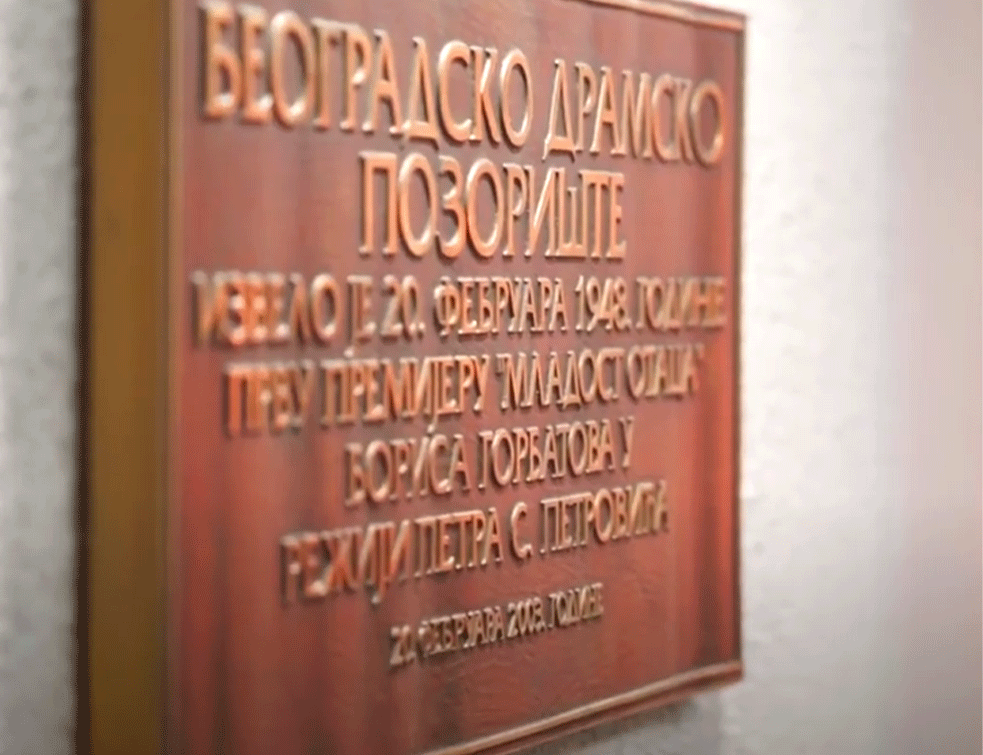 БЕОГРАДСКО ДРАМСКО
ПОЗОРИШТЕ
ИЗВЕЛО ЈЕ 20. ФЕБРУАРА 1948. ГОДИНЕ
ПРВУ ПРЕМИЈЕРУ "МЛАДОСТ ОТАЦА"
БОРИСА ГОРБАТОВА У
РЕЖИЈИ ПЕТРА С. ПЕТРОВИЋА
20. ФЕБРУАРА 2003. ГОДИНЕ